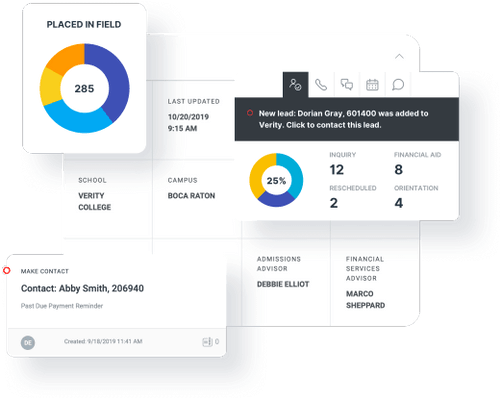 PLACED IN FIELD
285
LAST UPDATED
10/20/2019
9:15 AM
New lead: Dorian Gray, 601400 was added to
Verity. Click to contact this lead.
25%
INQUIRY
12
FINANCIAL AID
8
RESCHEDULED
2
ORIENTATION
4
SCHOOL
VERITY
COLLEGE
CAMPUS
BOCA RATON
ADMISSIONS
ADVISOR
DEBBIE ELLIOT
FINANCIAL
SERVICES
ADVISOR
MARCO
SHEPPARD
MAKE CONTACT
Contact: Abby Smith, 206940
Past Due Payment Reminder
DE
Created: 9/18/2019 11:41 AM
0